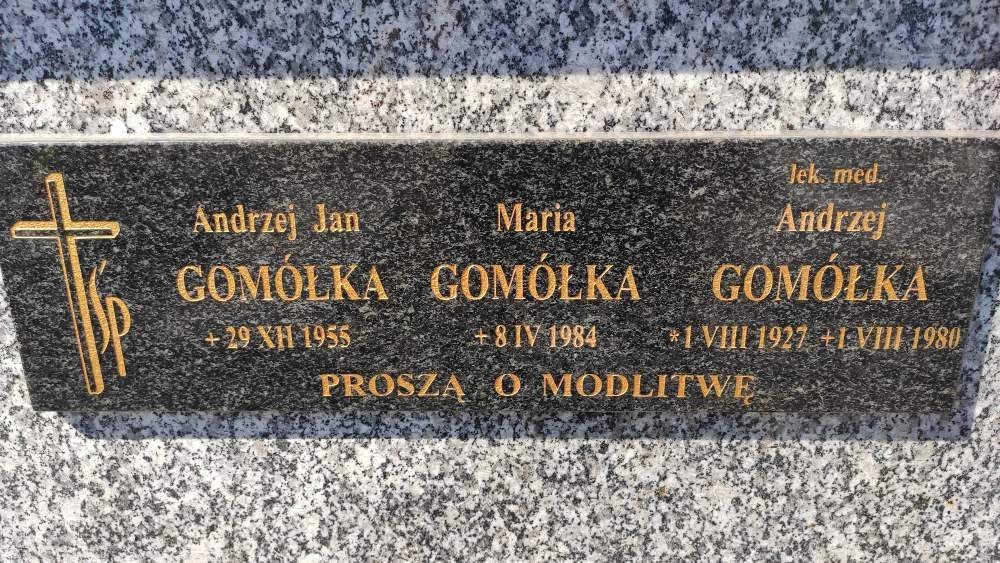 ŚP
Andrzej Jan
GOMÓŁKA
+ 29 XII 1955
Maria
GOMÓŁKA
+ 8 IV 1984
lek. med.
Andrzej
GOMÓŁKA
*1 VIII 1927 +1 VIII 1980
PROSZĄ O MODLITWĘ